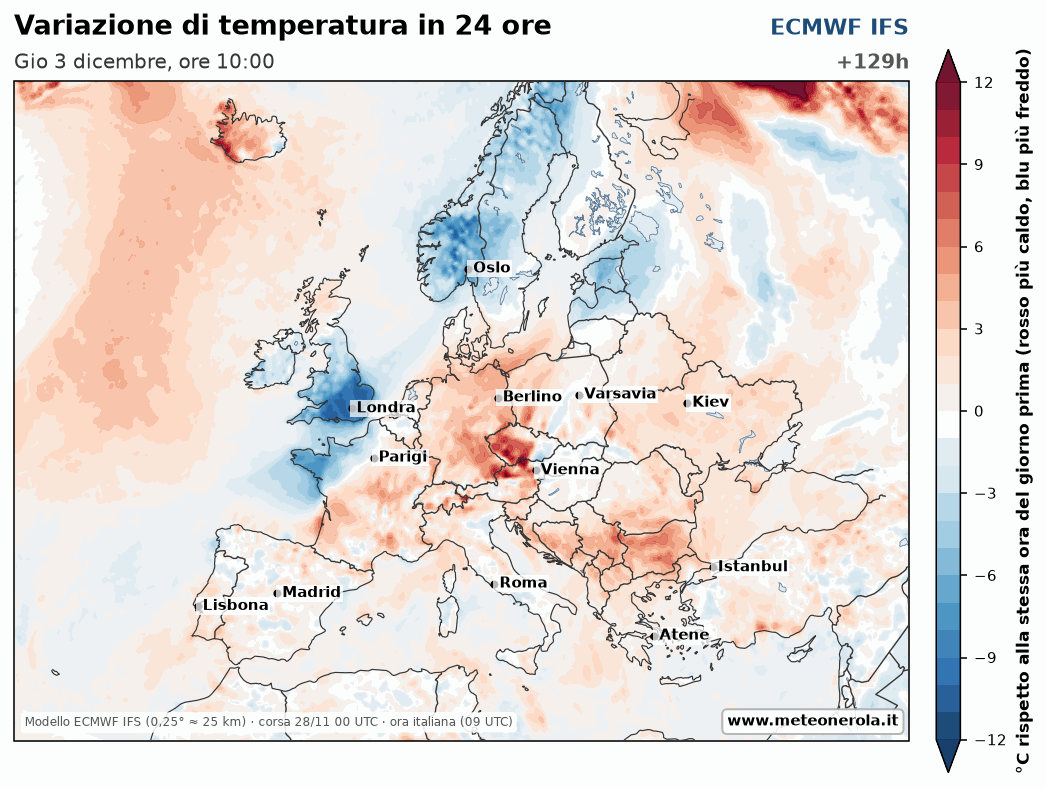 Variazione di temperatura in 24 ore
ECMWF IFS
Gio 3 dicembre, ore 10:00
+129h
Oslo
Londra
Berlino
Varsavia
Kiev
Parigi
Vienna
Istanbul
Roma
Madrid
Lisbona
Atene
Modello ECMWF IFS (0,25° ≈ 25 km) · corsa 28/11 00 UTC · ora italiana (09 UTC)
www.meteonerola.it
12
9
6
3
0
−3
−6
−9
−12
°C rispetto alla stessa ora del giorno prima (rosso più caldo, blu più freddo)